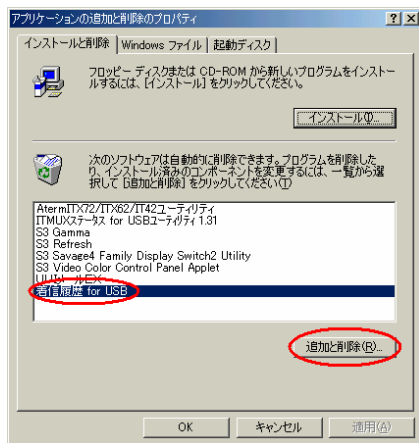 アプリケーションの追加と削除のプロパティ
インストールと削除 Windows ファイル 起動ディスク
フロッピー ディスクまたは CD-ROM から新しいプログラムをインストー
ルするには、[インストール] をクリックしてください。
インストール(I)...
次のソフトウェアは自動的に削除できます。プログラムを削除した
り、インストール済みのコンポーネントを変更するには、一覧から選
択して [追加と削除] をクリックしてください(T)
AtermITX72/ITX62/IT42ユーティリティ
ITMUXステータス for USBユーティリティ 1.31
S3 Gamma
S3 Refresh
S3 Savage4 Family Display Switch2 Utility
S3 Video Color Control Panel Applet
着信履歴 for USB
追加と削除(R)...
OK キャンセル 適用(A)